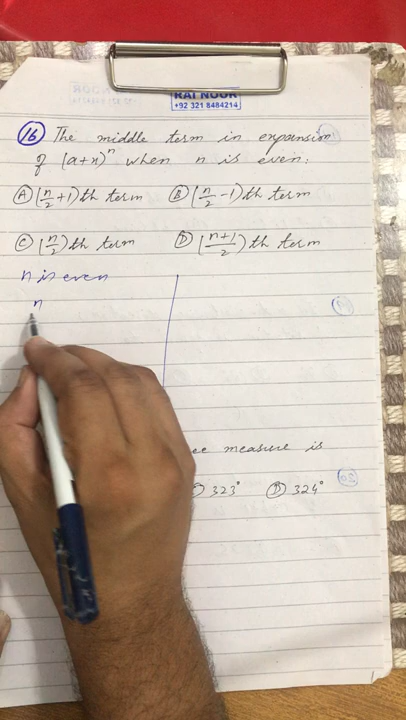 RAI NOOR
+92 321 8484214
16 The middle term in expansion
of (a+x)^n when n is even:
A (n/2+1)th term B (n/2-1)th term
C (n/2)th term D (n+1/2)th term
n is even
n
ee measure is
323° D 324°